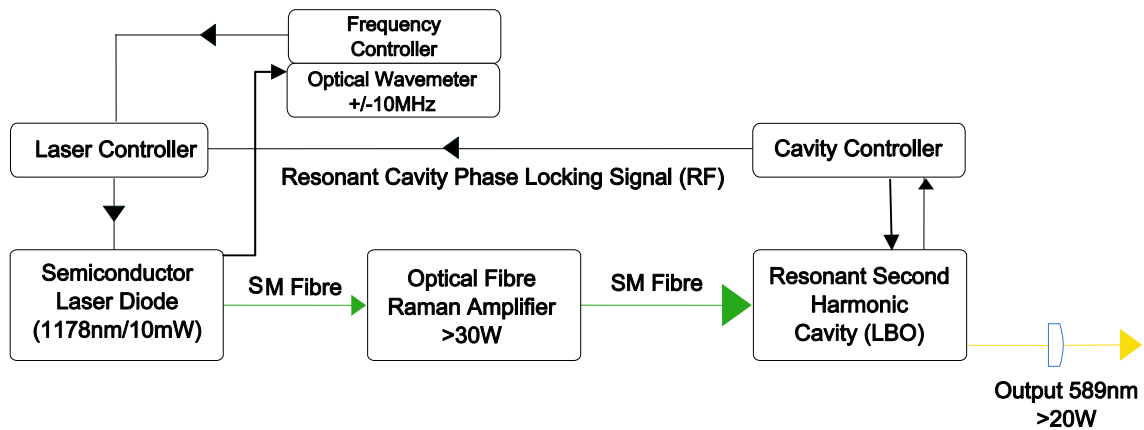 Frequency
Controller
Optical Wavemeter
+/-10MHz
Laser Controller
Cavity Controller
Resonant Cavity Phase Locking Signal (RF)
Semiconductor
Laser Diode
(1178nm/10mW)
SM Fibre
Optical Fibre
Raman Amplifier
>30W
SM Fibre
Resonant Second
Harmonic
Cavity (LBO)
Output 589nm
>20W